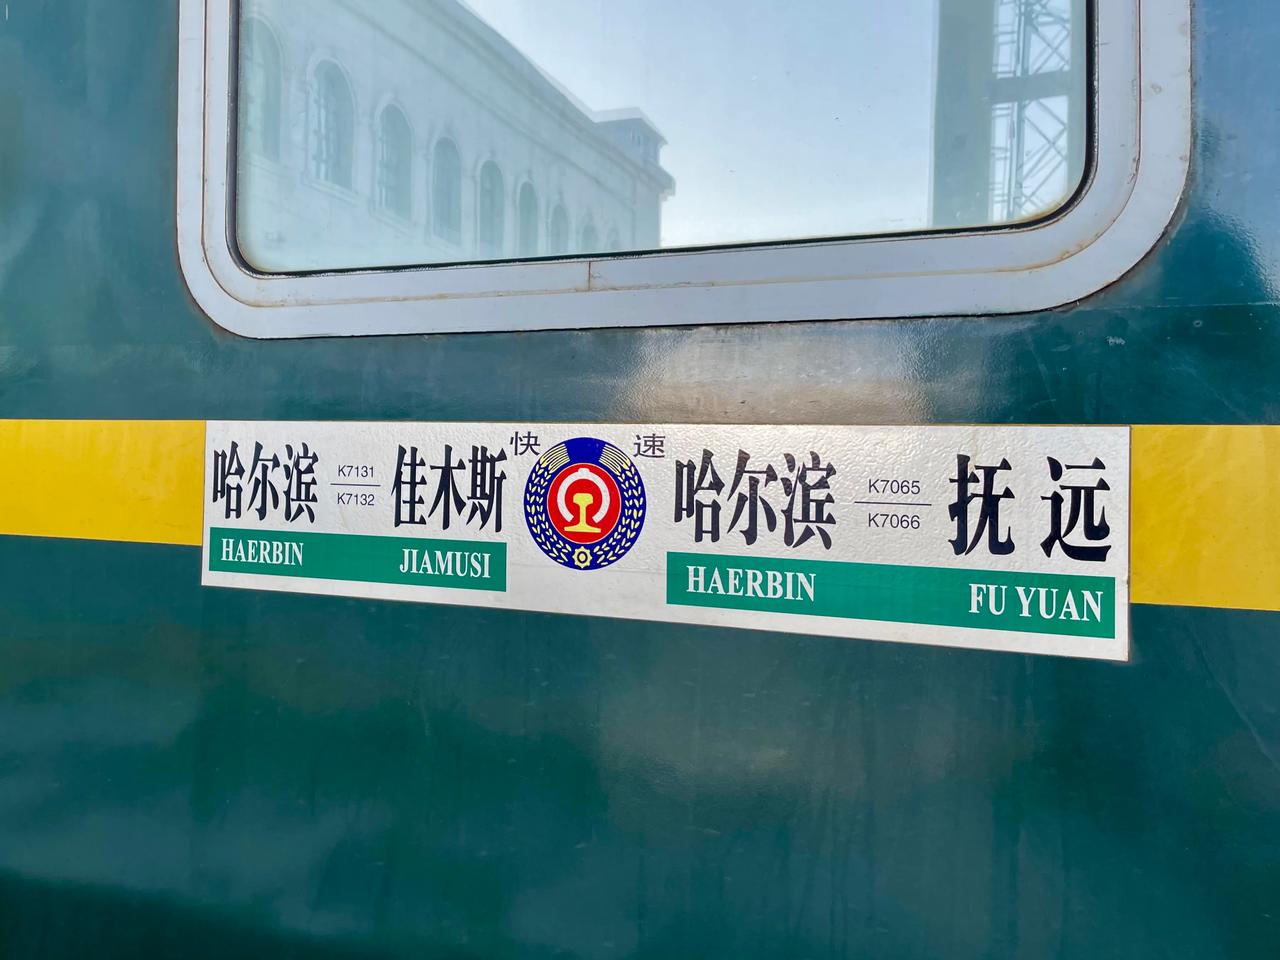 快 速
哈尔滨 K7131 佳木斯
K7132
HAERBIN JIAMUSI
哈尔滨 K7065 抚远
K7066
HAERBIN FU YUAN